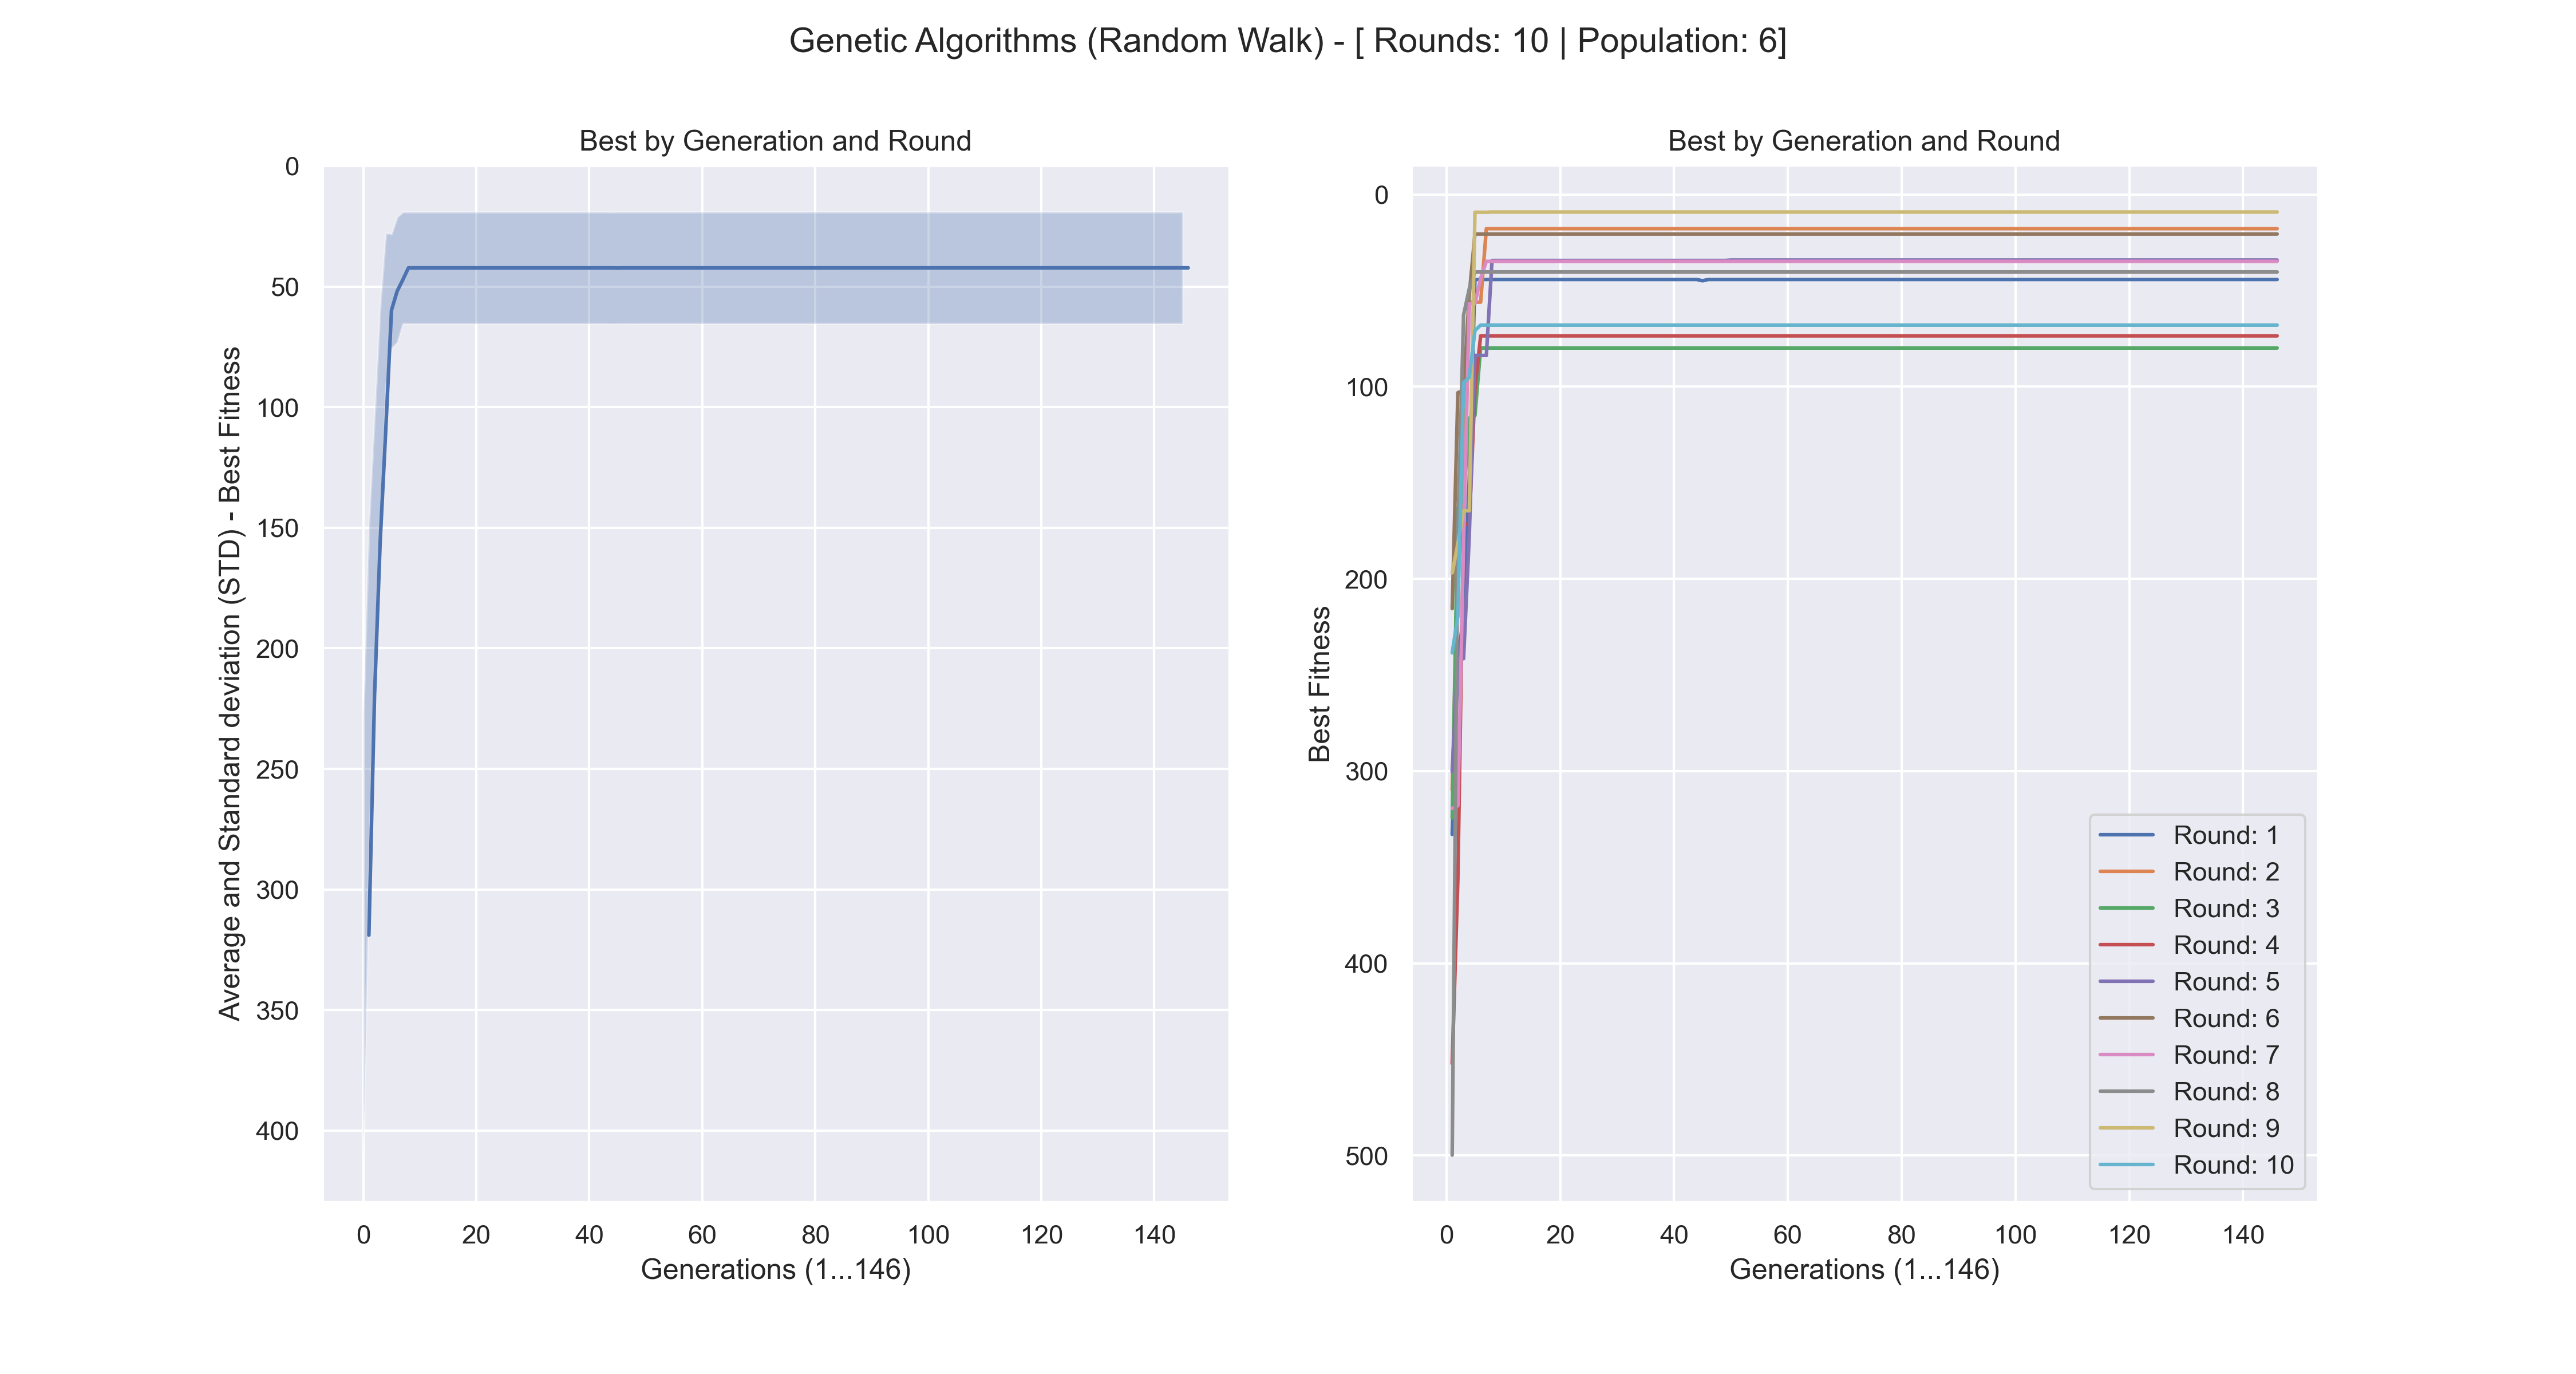 Genetic Algorithms (Random Walk) - [ Rounds: 10 | Population: 6]
Best by Generation and Round
Average and Standard deviation (STD) - Best Fitness
0
50
100
150
200
250
300
350
400
0 20 40 60 80 100 120 140
Generations (1...146)
Best by Generation and Round
Best Fitness
0
100
200
300
400
500
Round: 1
Round: 2
Round: 3
Round: 4
Round: 5
Round: 6
Round: 7
Round: 8
Round: 9
Round: 10
0 20 40 60 80 100 120 140
Generations (1...146)